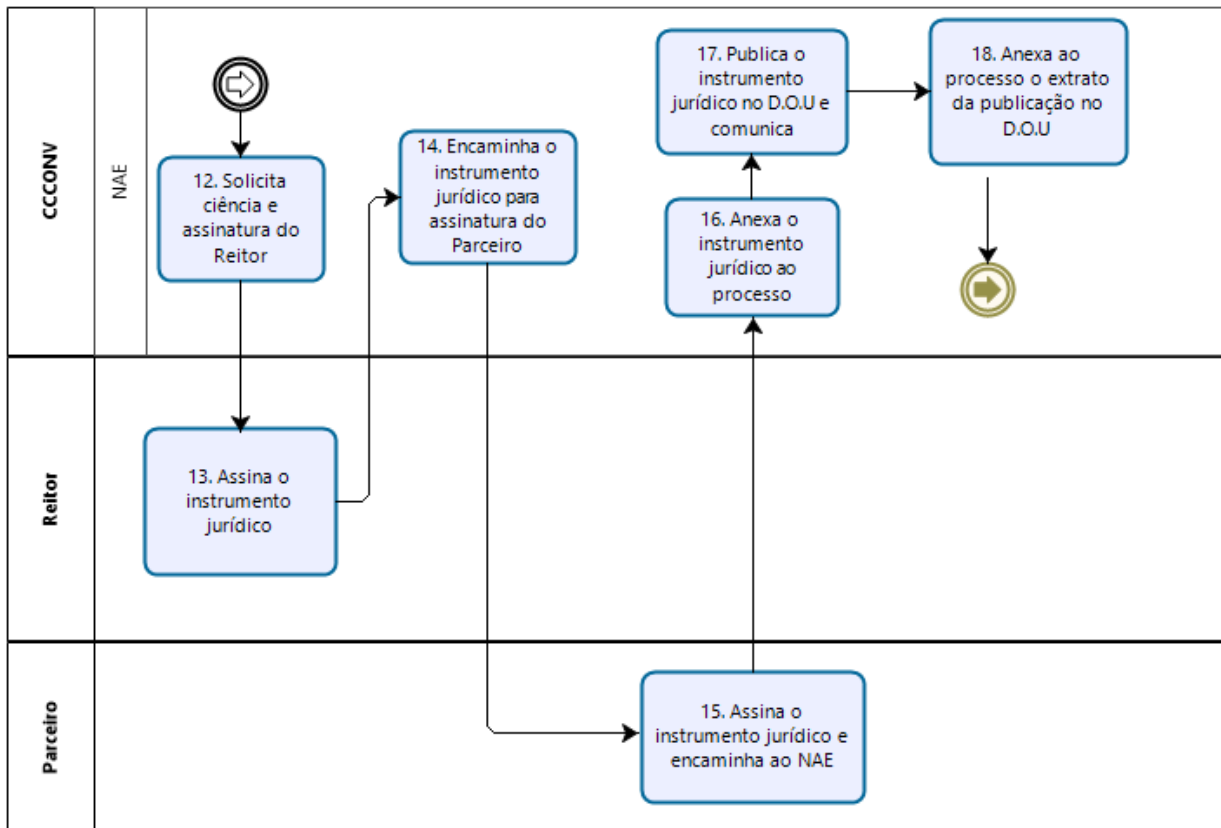 CCCONV
NAE
12. Solicita
ciência e
assinatura do
Reitor
14. Encaminha o
instrumento
jurídico para
assinatura do
Parceiro
17. Publica o
instrumento
jurídico no D.O.U e
comunica
18. Anexa ao
processo o extrato
da publicação no
D.O.U
16. Anexa o
instrumento
jurídico ao
processo
Reitor
13. Assina o
instrumento
jurídico
Parceiro
15. Assina o
instrumento jurídico e
encaminha ao NAE